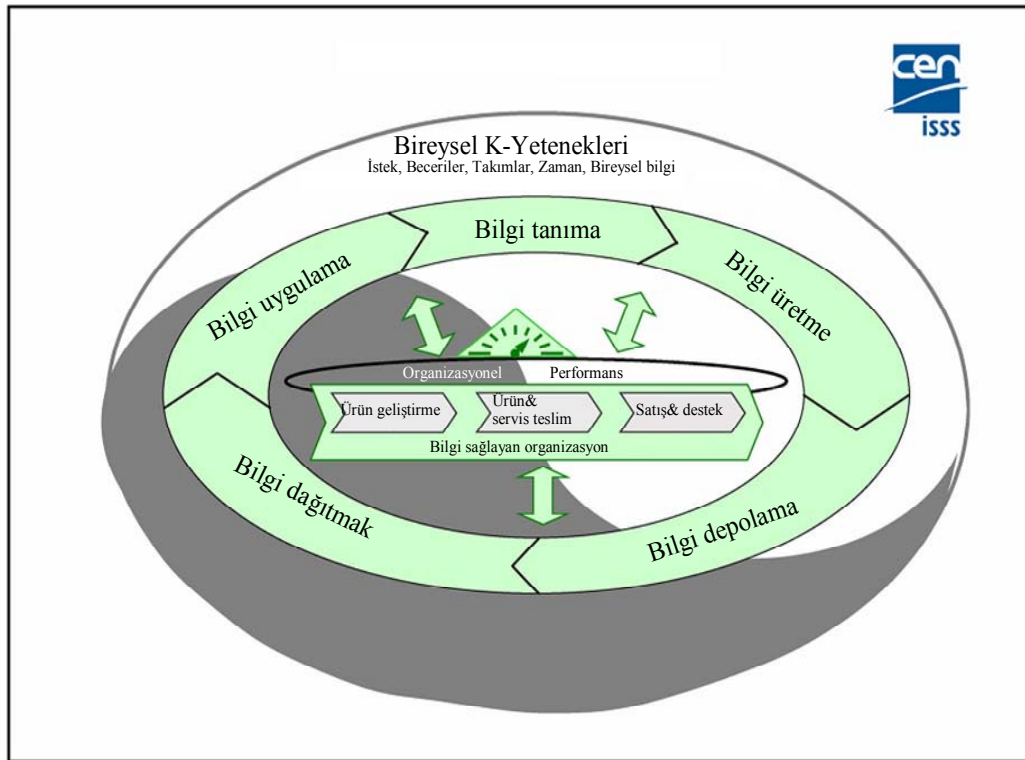 cen
isss
Bireysel K-Yetenekleri
İstek, Beceriler, Takımlar, Zaman, Bireysel bilgi
Bilgi tanıma
Bilgi uygulama
Bilgi üretme
Organizasyonel Performans
Ürün geliştirme
Ürün&
servis teslim
Satış& destek
Bilgi sağlayan organizasyon
Bilgi dağıtmak
Bilgi depolama